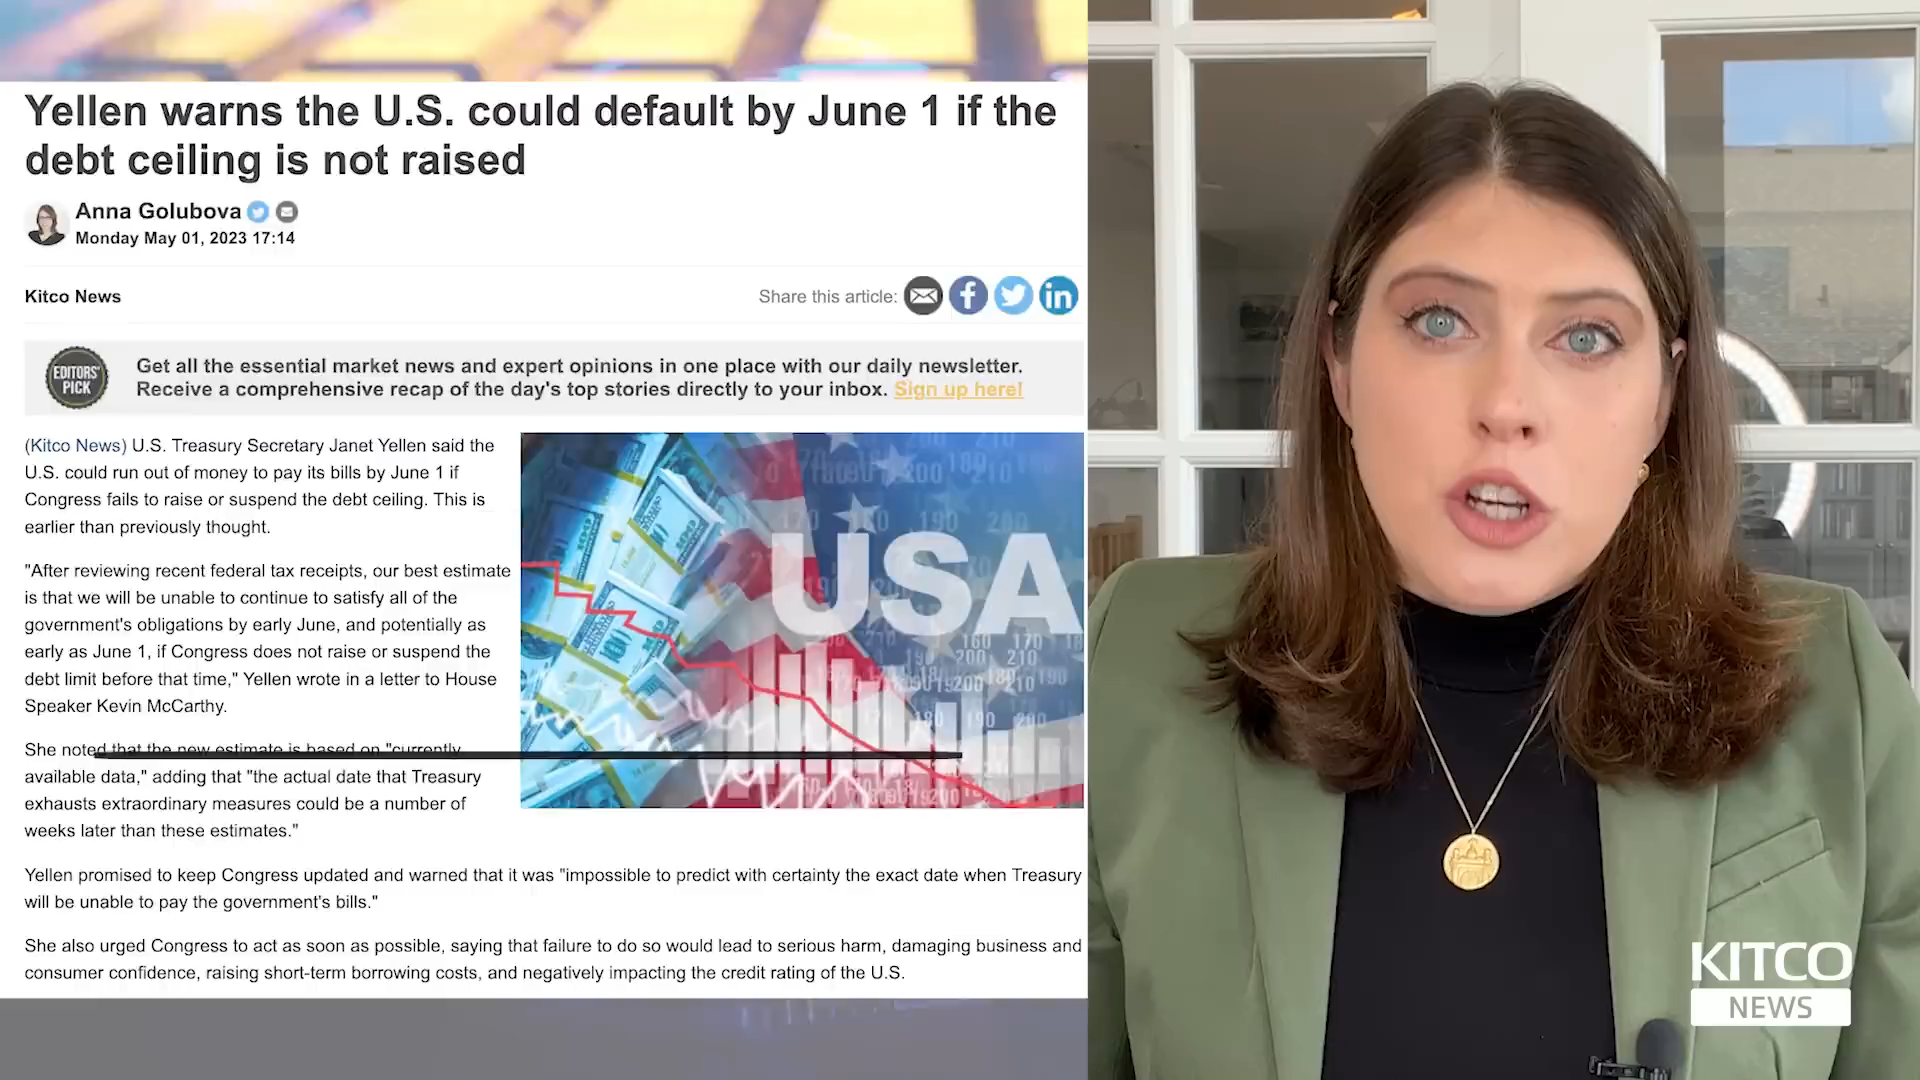 Yellen warns the U.S. could default by June 1 if the
debt ceiling is not raised
Anna Golubova
Monday May 01, 2023 17:14
Kitco News
Share this article:
EDITORS'
PICK
Get all the essential market news and expert opinions in one place with our daily newsletter.
Receive a comprehensive recap of the day's top stories directly to your inbox. Sign up here!
(Kitco News) U.S. Treasury Secretary Janet Yellen said the
U.S. could run out of money to pay its bills by June 1 if
Congress fails to raise or suspend the debt ceiling. This is
earlier than previously thought.
"After reviewing recent federal tax receipts, our best estimate
is that we will be unable to continue to satisfy all of the
government's obligations by early June, and potentially as
early as June 1, if Congress does not raise or suspend the
debt limit before that time," Yellen wrote in a letter to House
Speaker Kevin McCarthy.
She noted that the new estimate is based on "currently
available data," adding that "the actual date that Treasury
exhausts extraordinary measures could be a number of
weeks later than these estimates."
USA
Yellen promised to keep Congress updated and warned that it was "impossible to predict with certainty the exact date when Treasury
will be unable to pay the government's bills."
She also urged Congress to act as soon as possible, saying that failure to do so would lead to serious harm, damaging business and
consumer confidence, raising short-term borrowing costs, and negatively impacting the credit rating of the U.S.
KITCO
NEWS